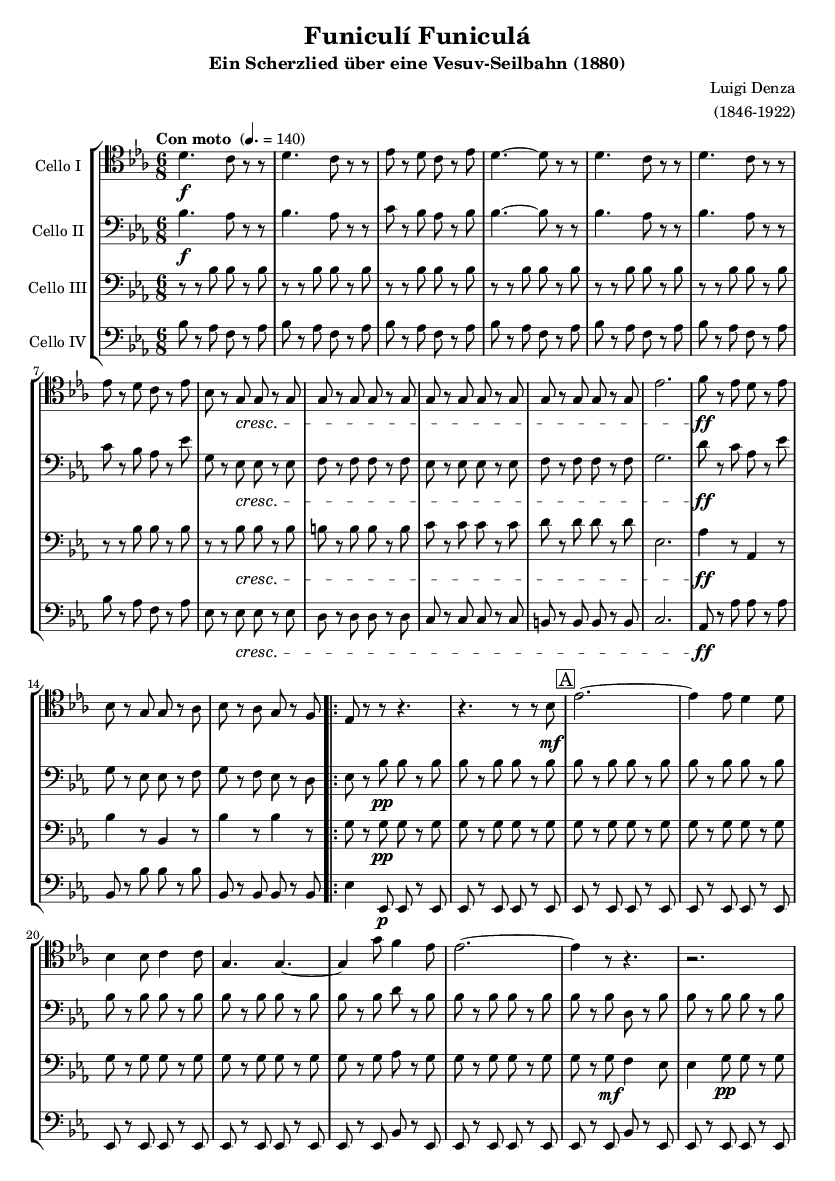 Funiculí Funiculá
Ein Scherzlied über eine Vesuv-Seilbahn (1880)
Luigi Denza
(1846-1922)
Con moto (♩. = 140)
Cello I
f
Cello II
f
Cello III
Cello IV
7
cresc.
ff
cresc.
ff
cresc.
ff
cresc.
ff
14
A
mf
pp
pp
p
20
mf
pp